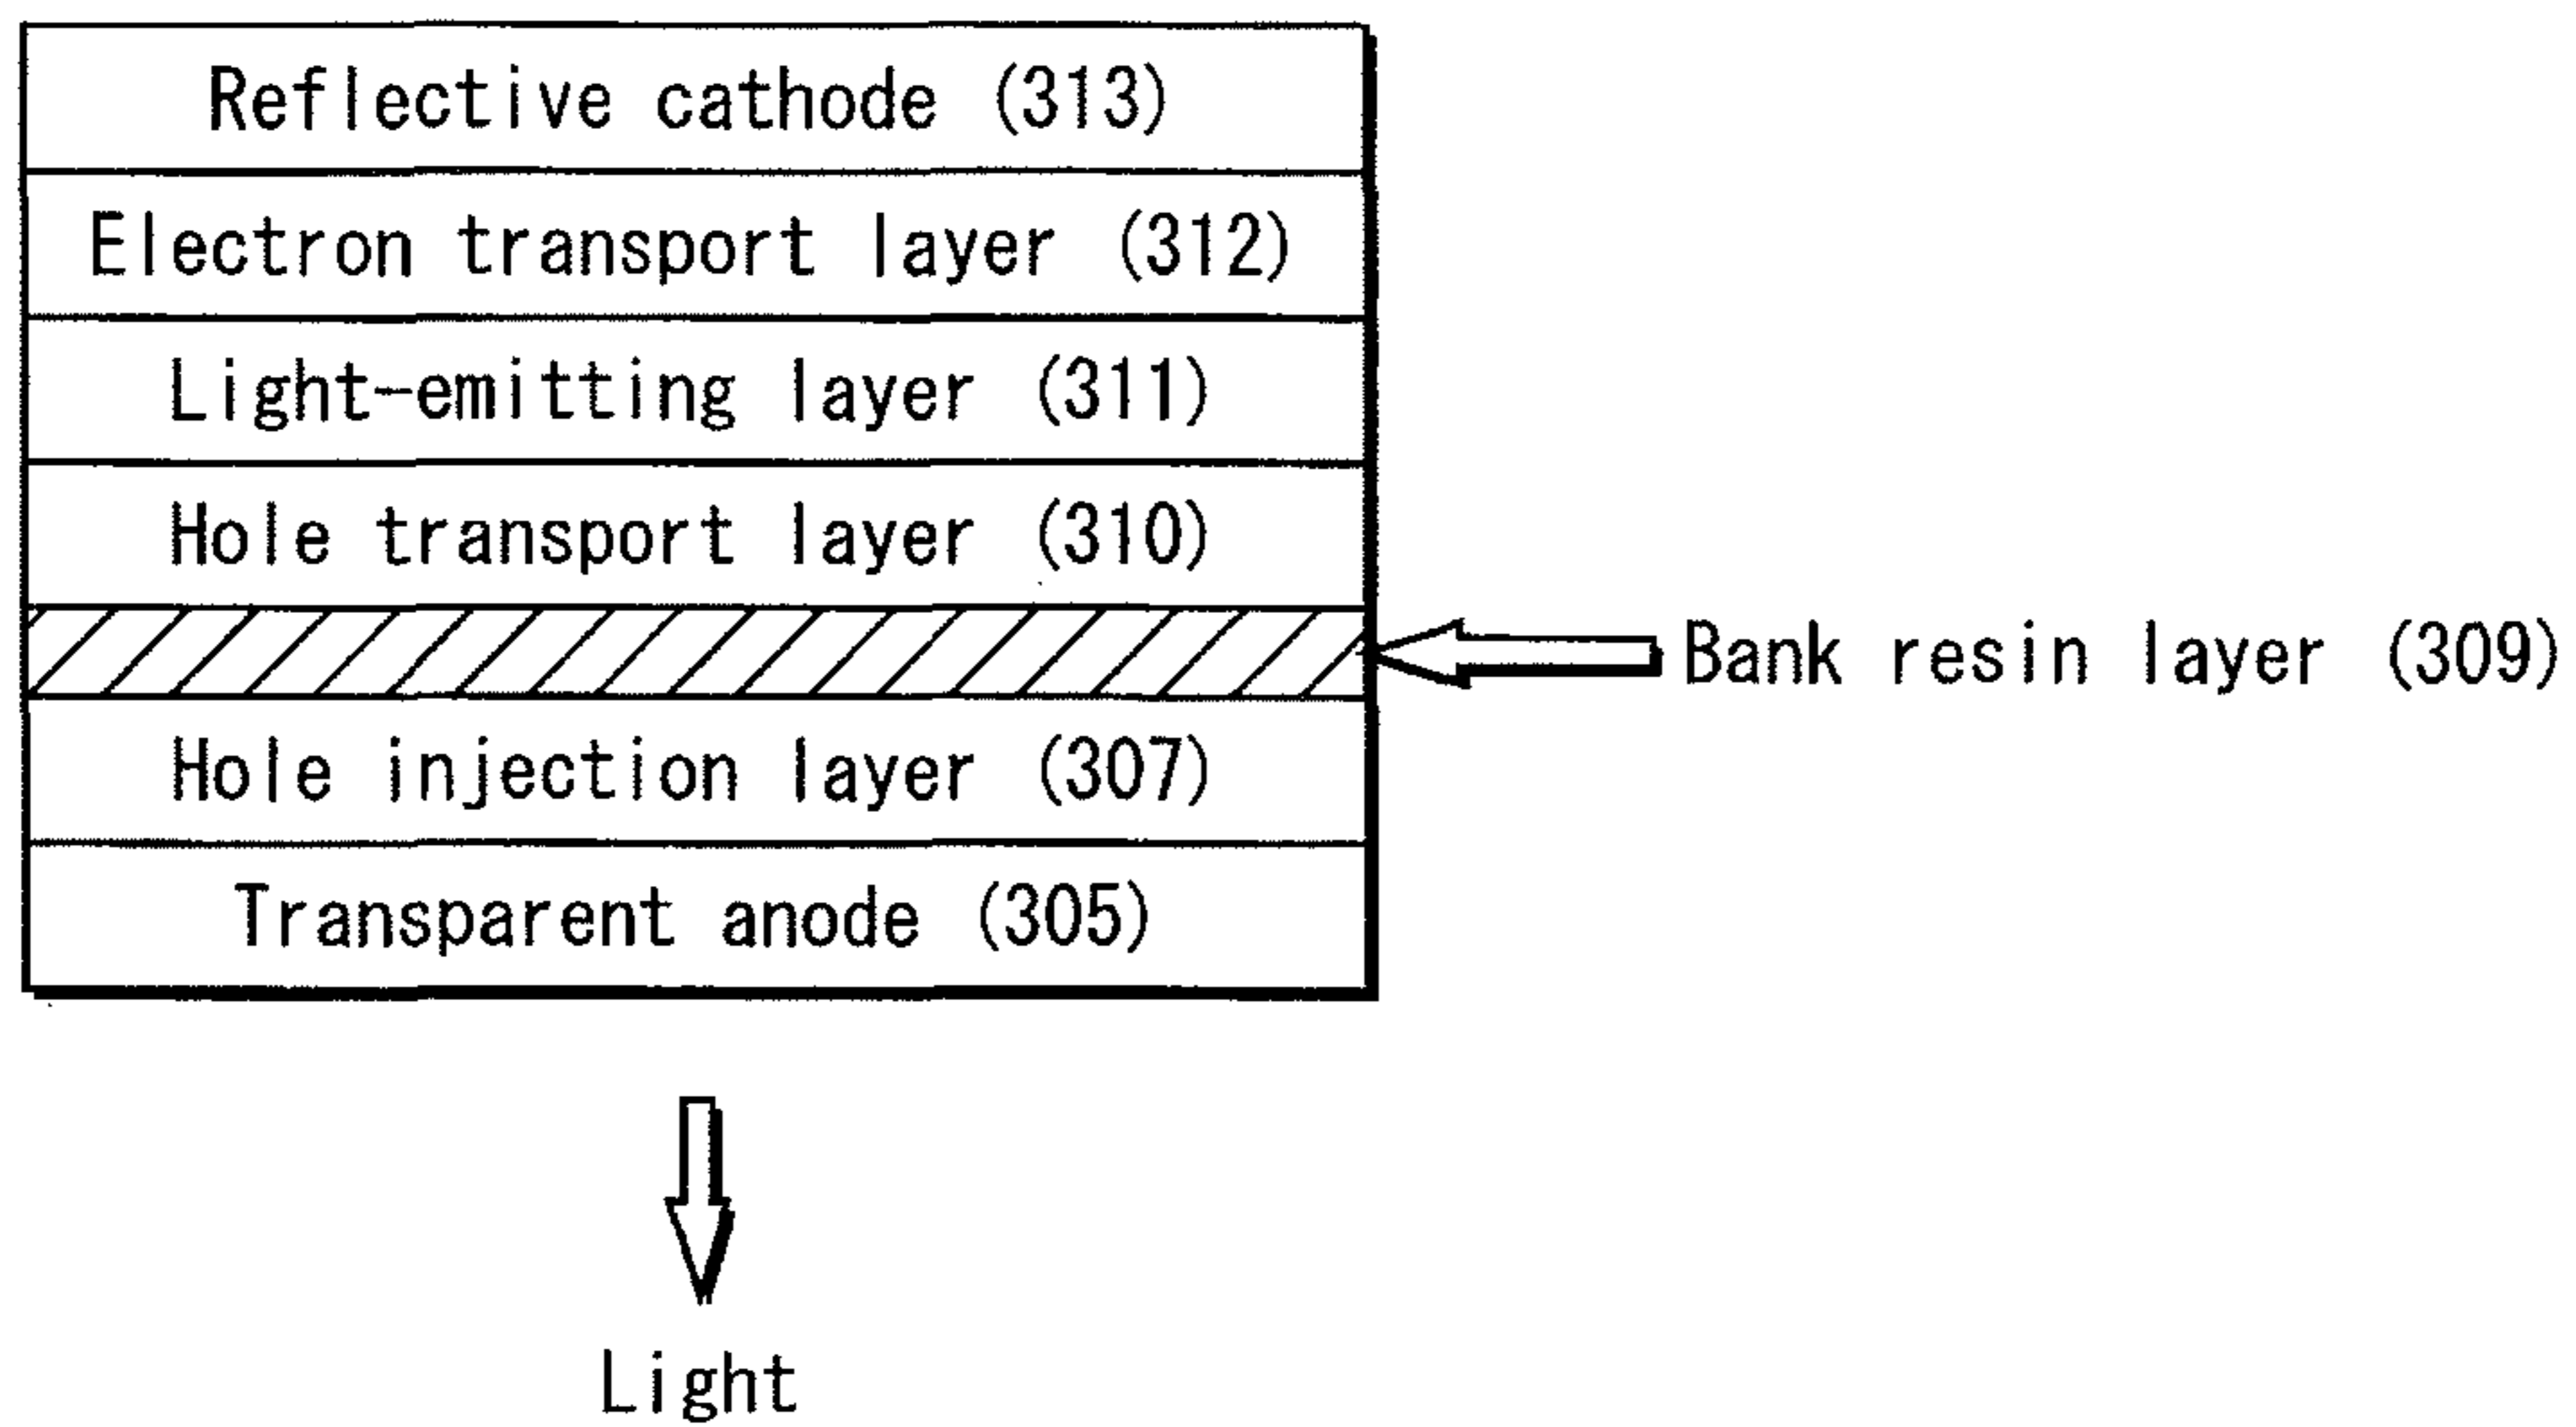 Reflective cathode (313)
Electron transport layer (312)
Light-emitting layer (311)
Hole transport layer (310)
Bank resin layer (309)
Hole injection layer (307)
Transparent anode (305)
Light